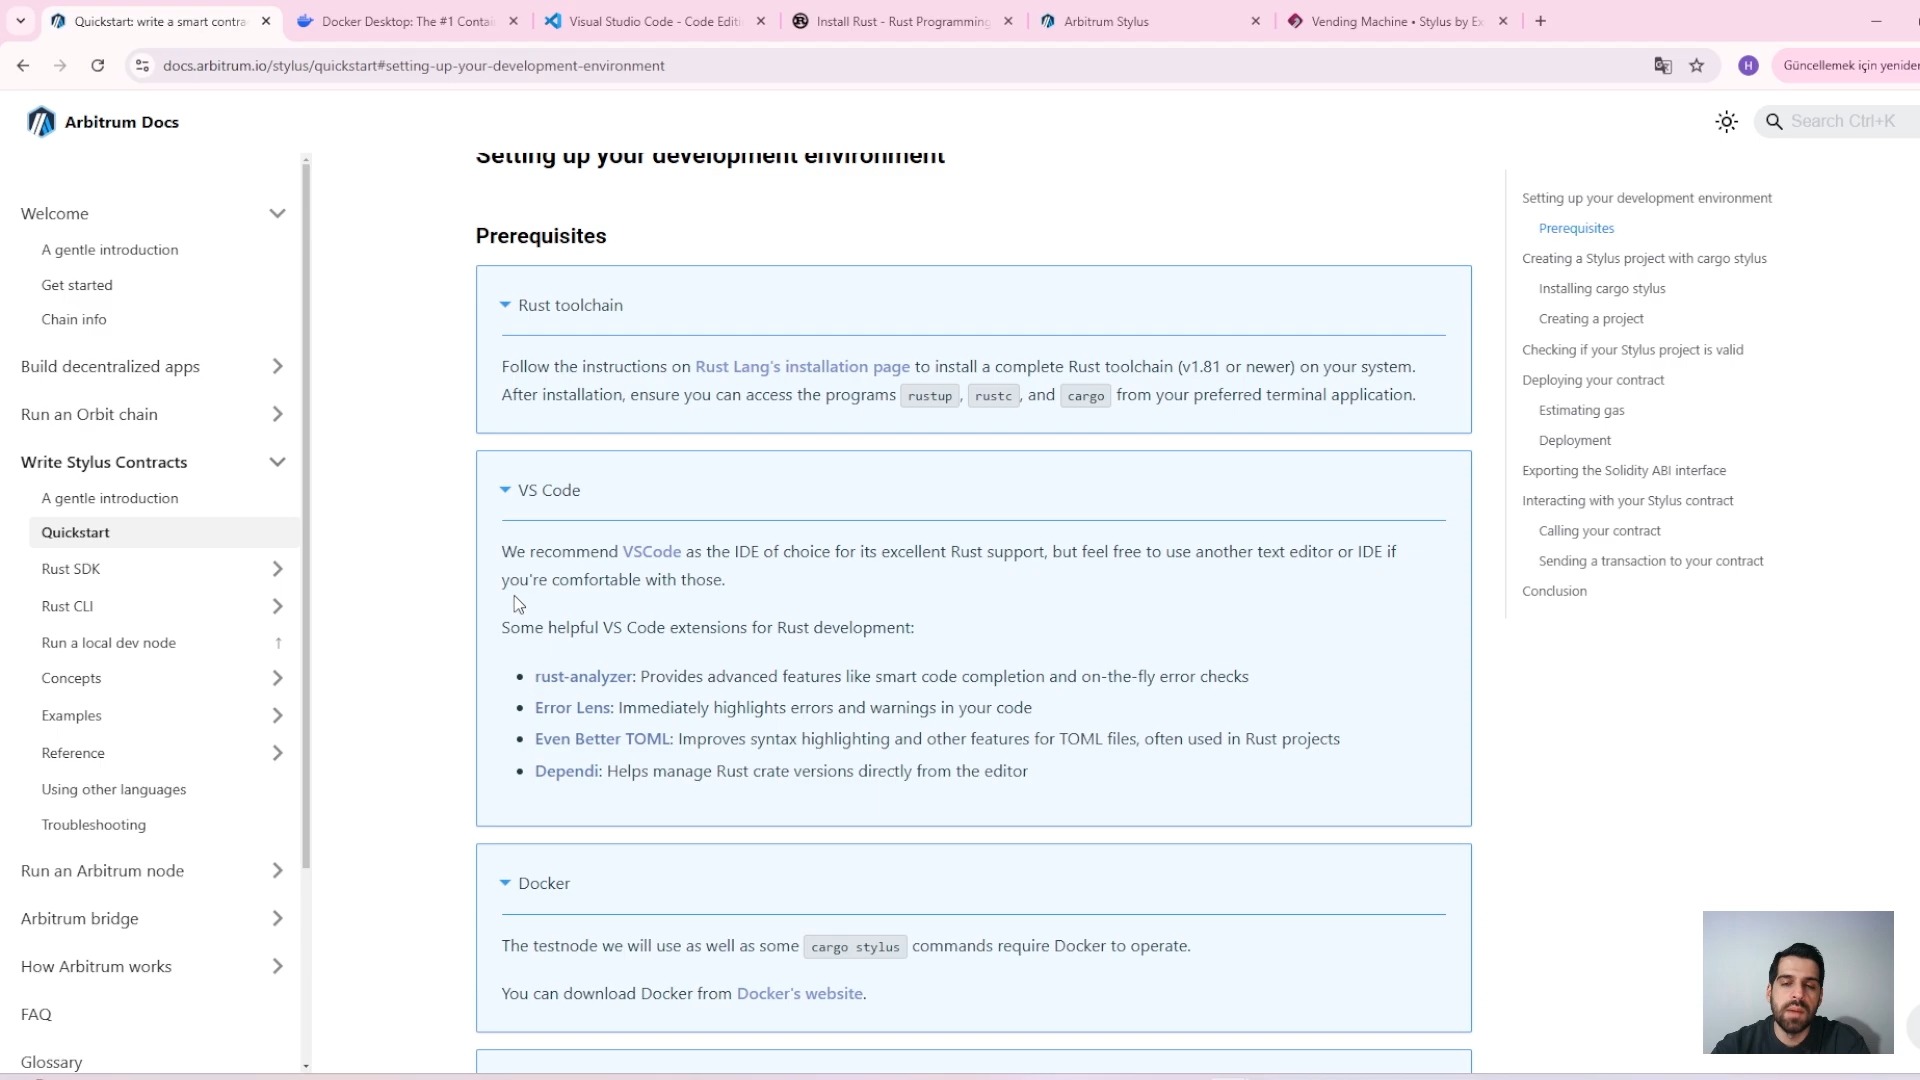 Quickstart: write a smart contra
Docker Desktop: The #1 Contai
Visual Studio Code - Code Editi
Install Rust - Rust Programming
Arbitrum Stylus
Vending Machine • Stylus by Ex
docs.arbitrum.io/stylus/quickstart#setting-up-your-development-environment
H
Güncellemek için yeniden
Arbitrum Docs
Search Ctrl+K
Welcome
A gentle introduction
Get started
Chain info
Build decentralized apps
Run an Orbit chain
Write Stylus Contracts
A gentle introduction
Quickstart
Rust SDK
Rust CLI
Run a local dev node ↑
Concepts
Examples
Reference
Using other languages
Troubleshooting
Run an Arbitrum node
Arbitrum bridge
How Arbitrum works
FAQ
Glossary
Setting up your development environment
Prerequisites
Rust toolchain
Follow the instructions on Rust Lang's installation page to install a complete Rust toolchain (v1.81 or newer) on your system.
After installation, ensure you can access the programs rustup, rustc, and cargo from your preferred terminal application.
VS Code
We recommend VSCode as the IDE of choice for its excellent Rust support, but feel free to use another text editor or IDE if
you're comfortable with those.
Some helpful VS Code extensions for Rust development:
• rust-analyzer: Provides advanced features like smart code completion and on-the-fly error checks
• Error Lens: Immediately highlights errors and warnings in your code
• Even Better TOML: Improves syntax highlighting and other features for TOML files, often used in Rust projects
• Dependi: Helps manage Rust crate versions directly from the editor
Docker
The testnode we will use as well as some cargo stylus commands require Docker to operate.
You can download Docker from Docker's website.
Setting up your development environment
Prerequisites
Creating a Stylus project with cargo stylus
Installing cargo stylus
Creating a project
Checking if your Stylus project is valid
Deploying your contract
Estimating gas
Deployment
Exporting the Solidity ABI interface
Interacting with your Stylus contract
Calling your contract
Sending a transaction to your contract
Conclusion